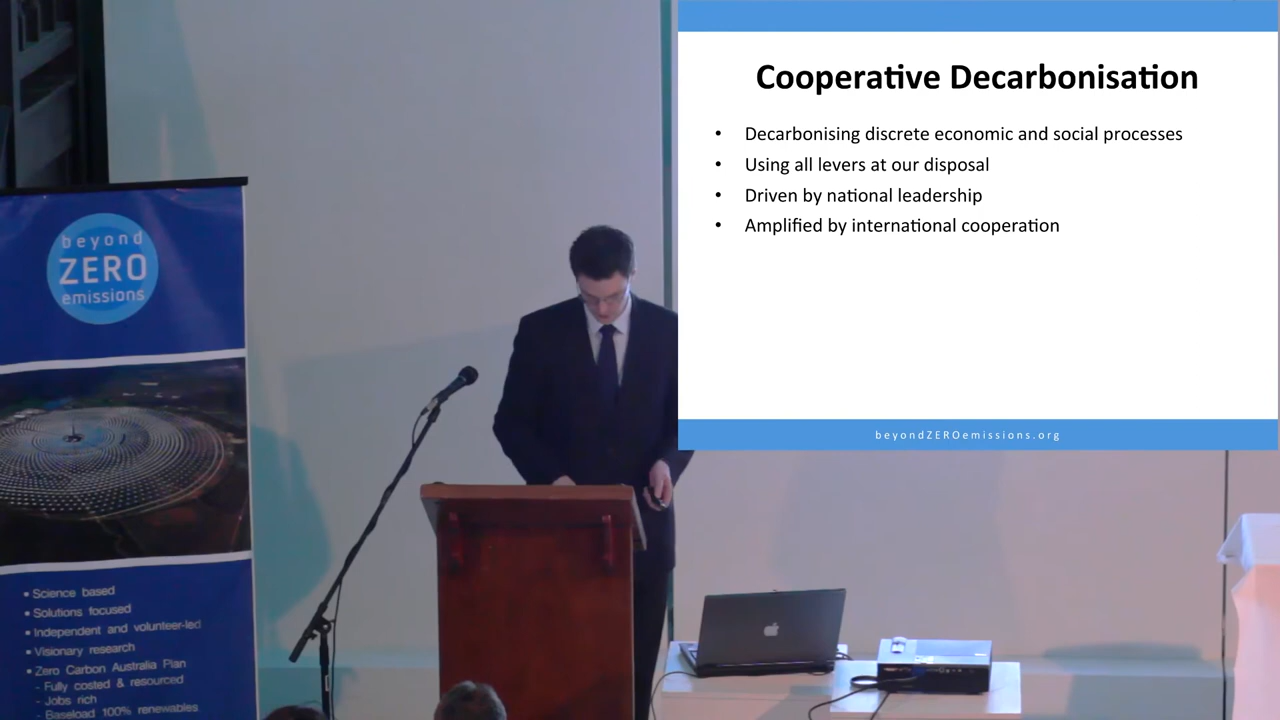 beyond
ZERO
emissions
▪ Science based
▪ Solutions focused
▪ Independent and volunteer-led
▪ Visionary research
▪ Zero Carbon Australia Plan
- Fully costed & resourced
- Jobs rich
- Baseload 100% renewables
Cooperative Decarbonisation
• Decarbonising discrete economic and social processes
• Using all levers at our disposal
• Driven by national leadership
• Amplified by international cooperation
beyondZEROemissions.org